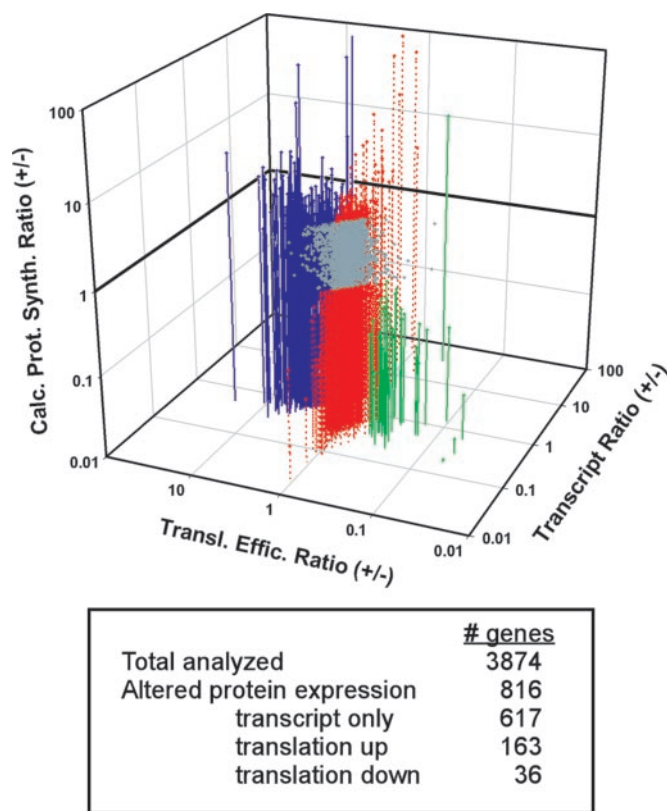 100
10
1
0.1
0.01
Calc. Prot. Synth. Ratio (+/-)
10
1
0.1
0.01
Transl. Effic. Ratio (+/-)
100
10
1
0.1
0.01
Transcript Ratio (+/-)
# genes
Total analyzed 3874
Altered protein expression 816
transcript only 617
translation up 163
translation down 36